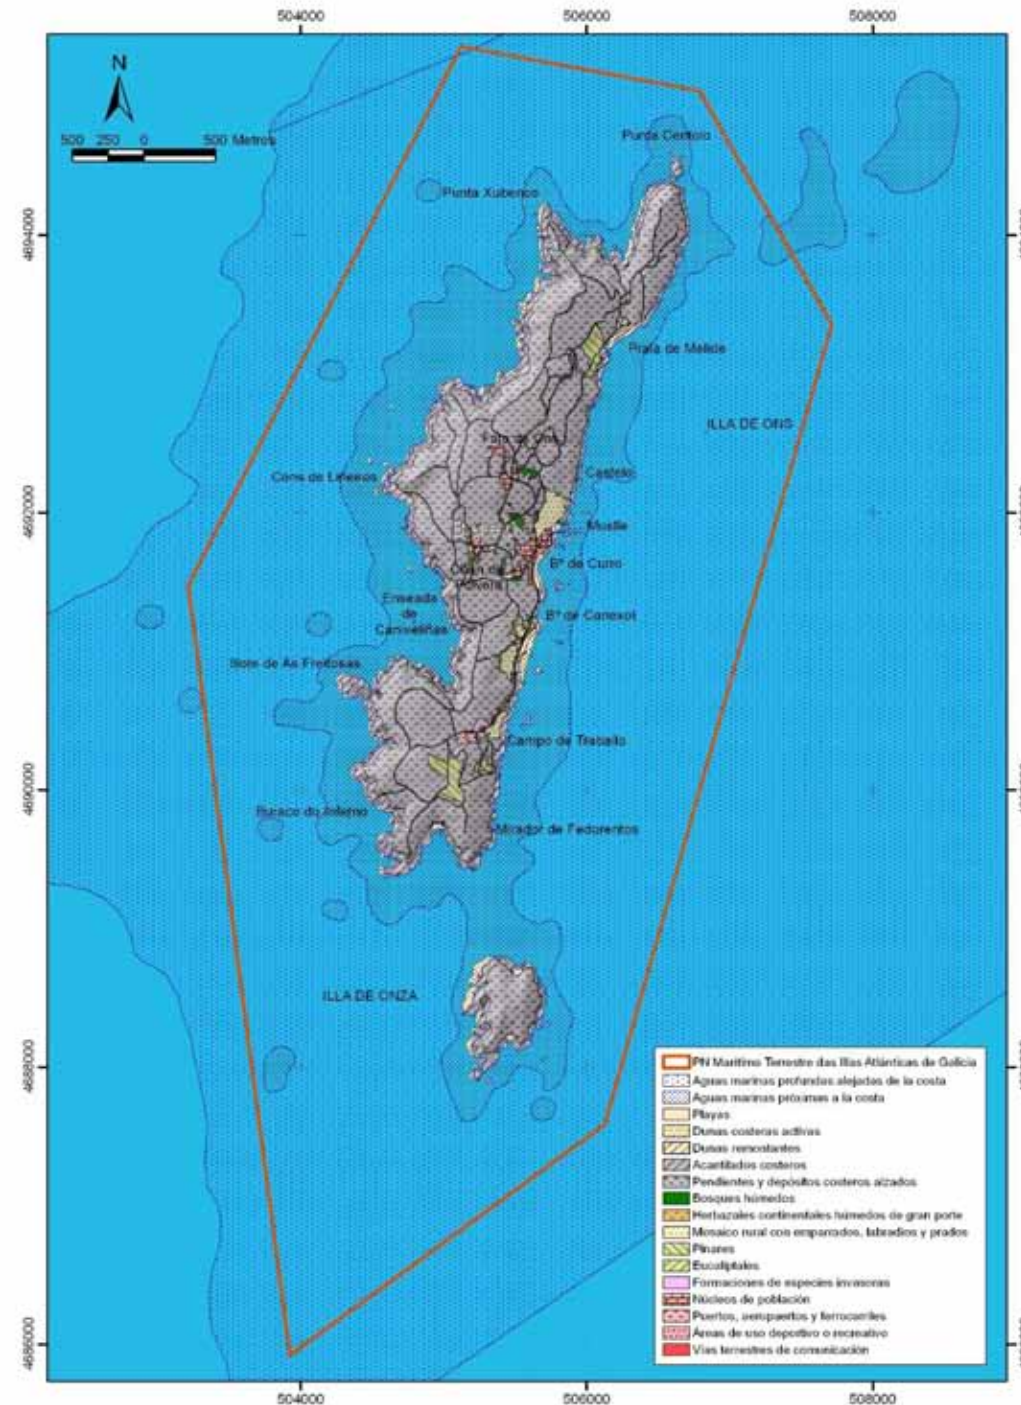 504000
506000
508000
N
500 250 0 500 Metros
Punta Centolo
Punta Xubenco
4694000
Praia de Melide
ILLA DE ONS
Faro de Ons
Cons de
Castelo
4692000
Muelle
Bº de Curro
Enseada
de
Caniveliñas
Bº de Canexol
Illote de As Freitosas
Campo de Traballo
4690000
Buraco do Inferno
Mirador de Fedorentos
ILLA DE ONZA
4688000
PN Marítimo Terrestre das Illas Atlánticas de Galicia
Aguas marinas profundas alejadas de la costa
Aguas marinas próximas a la costa
Playas
Dunas costeras activas
Dunas remontantes
Acantilados costeros
Pendientes y depósitos costeros alzados
Bosques húmedos
Herbazales continentales húmedos de gran porte
Mosaico rural con emparrados, labradios y prados
Pinares
Eucaliptales
Formaciones de especies invasoras
Núcleos de población
Puertos, aeropuertos y ferrocarriles
Áreas de uso deportivo o recreativo
Vías terrestres de comunicación
4686000
504000
506000
508000